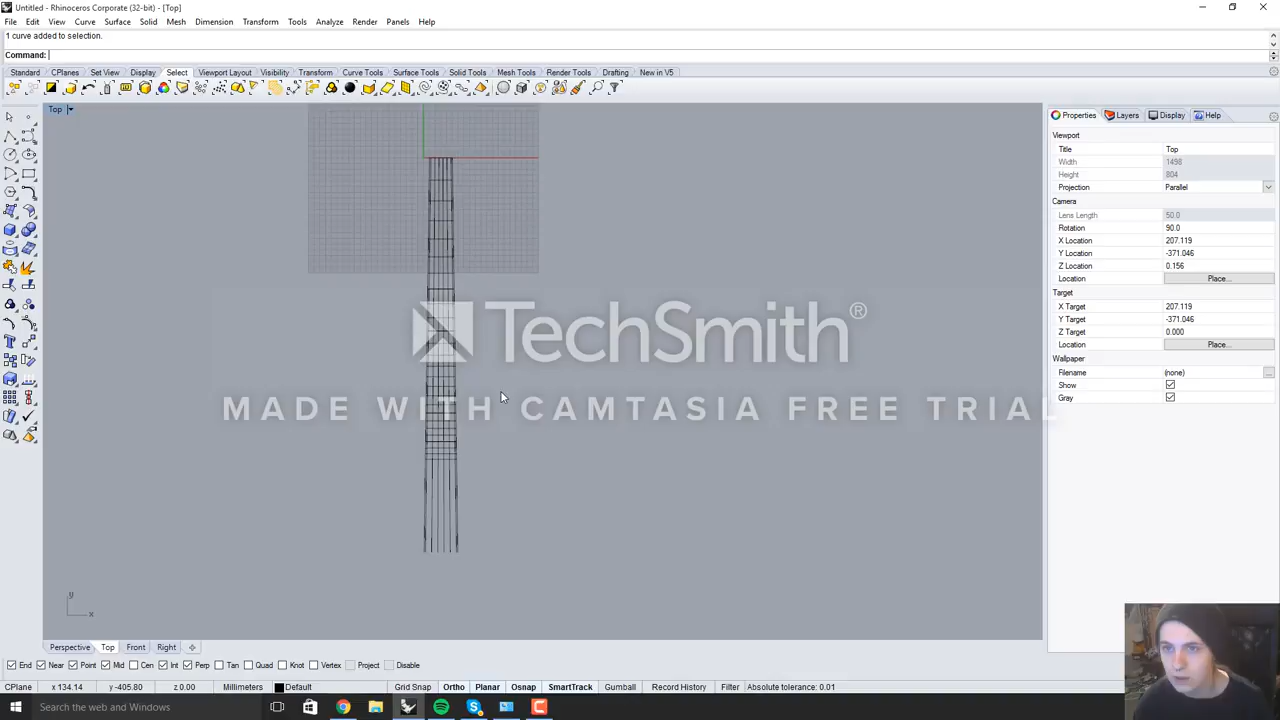 Untitled - Rhinoceros Corporate (32-bit) - [Top]
File Edit View Curve Surface Solid Mesh Dimension Transform Tools Analyze Render Panels Help
1 curve added to selection.
Command:
Standard CPlanes Set View Display Select Viewport Layout Visibility Transform Curve Tools Surface Tools Solid Tools Mesh Tools Render Tools Drafting New in V5
Top
Properties Layers Display Help
Viewport
Title Top
Width 1498
Height 804
Projection Parallel
Camera
Lens Length 50.0
Rotation 90.0
X Location 207.119
Y Location -371.046
Z Location 0.156
Location Place...
Target
X Target 207.119
Y Target -371.046
Z Target 0.000
Location Place...
Wallpaper
Filename (none) ...
Show
Gray
TechSmith®
MADE WITH CAMTASIA FREE TRIAL
y
x
Perspective Top Front Right
End Near Point Mid Cen Int Perp Tan Quad Knot Vertex Project Disable
CPlane x 134.14 y -405.80 z 0.00 Millimeters Default Grid Snap Ortho Planar Osnap SmartTrack Gumball Record History Filter Absolute tolerance: 0.01
Search the web and Windows